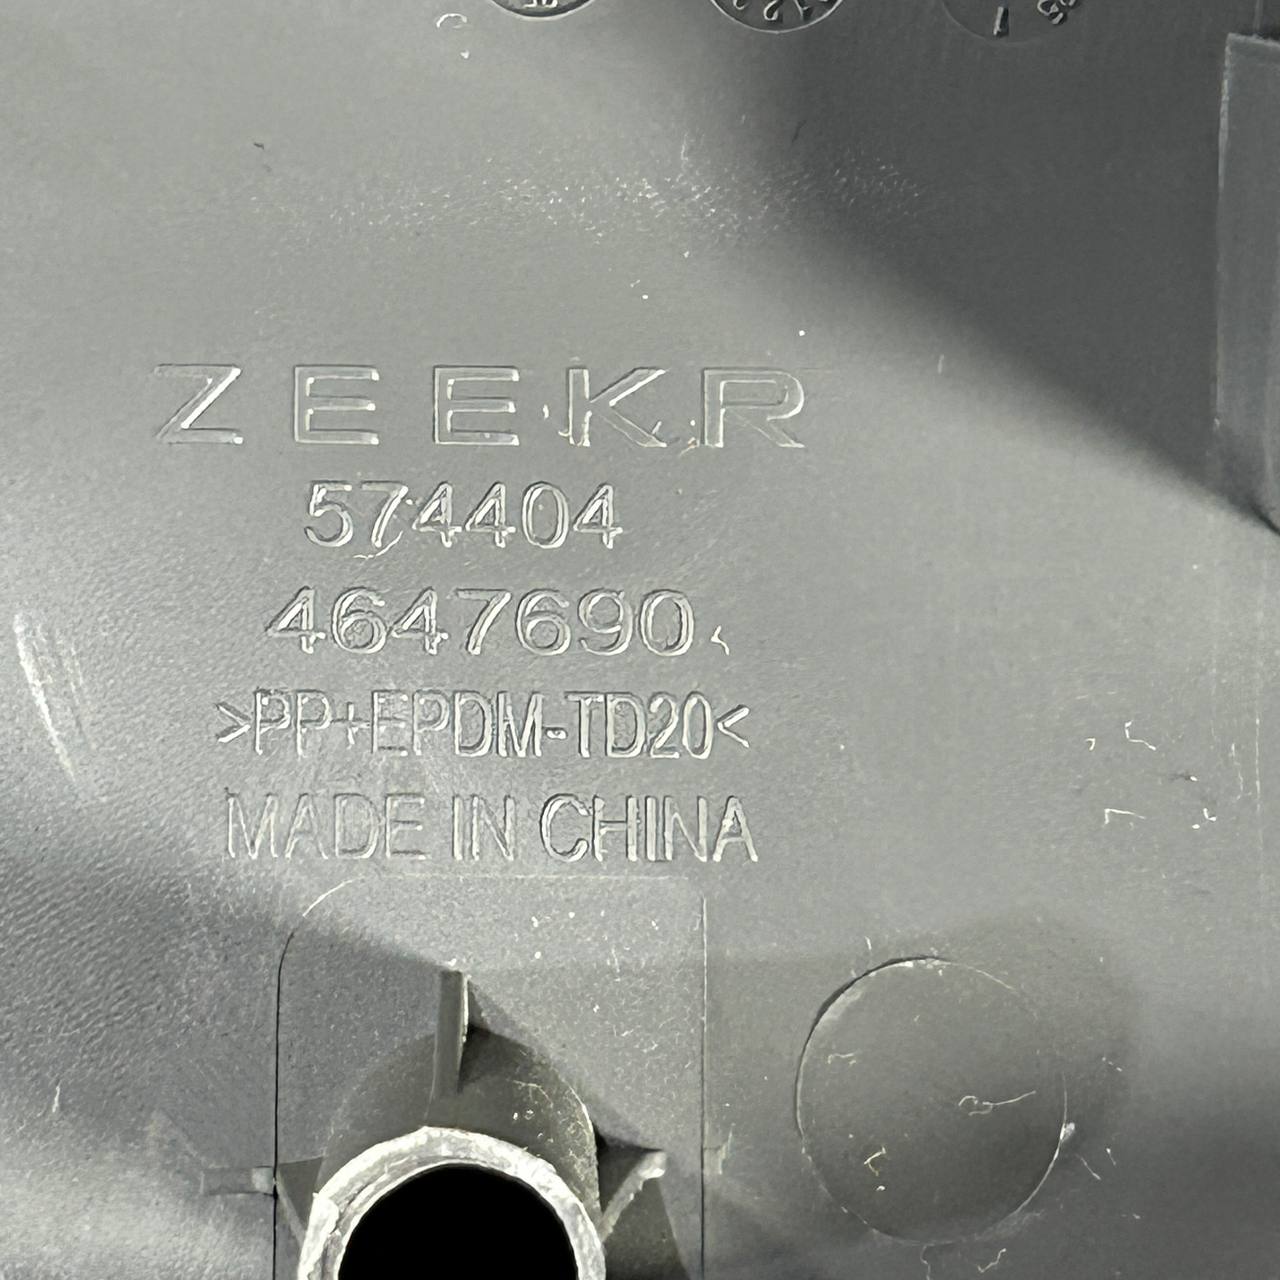 ZEEKR
574404
4647690
>PP+EPDM-TD20<
MADE IN CHINA